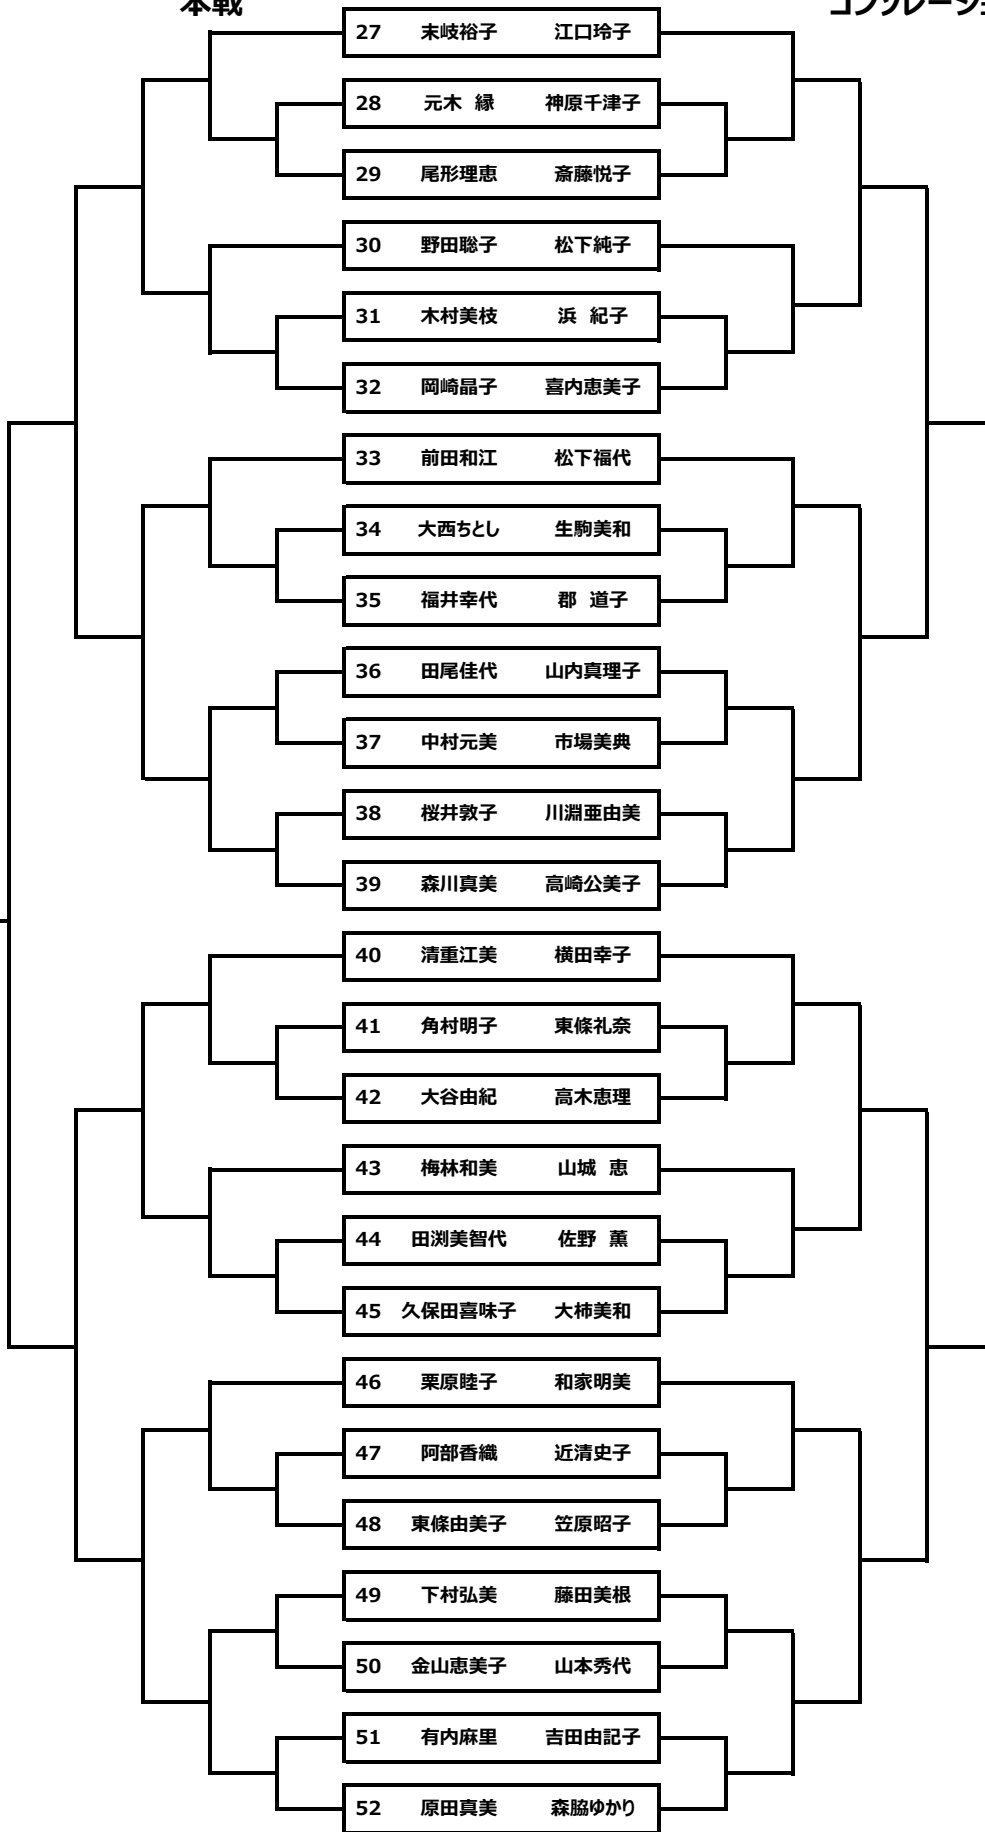 本戦 コンソレーション
27 末岐裕子 江口玲子
28 元木 縁 神原千津子
29 尾形理恵 斎藤悦子
30 野田聡子 松下純子
31 木村美枝 浜 紀子
32 岡崎晶子 喜内恵美子
33 前田和江 松下福代
34 大西ちとし 生駒美和
35 福井幸代 郡 道子
36 田尾佳代 山内真理子
37 中村元美 市場美典
38 桜井敦子 川淵亜由美
39 森川真美 高崎公美子
40 清重江美 横田幸子
41 角村明子 東條礼奈
42 大谷由紀 高木恵理
43 梅林和美 山城 恵
44 田渕美智代 佐野 薫
45 久保田喜味子 大柿美和
46 栗原睦子 和家明美
47 阿部香織 近清史子
48 東條由美子 笠原昭子
49 下村弘美 藤田美根
50 金山恵美子 山本秀代
51 有内麻里 吉田由記子
52 原田真美 森脇ゆかり